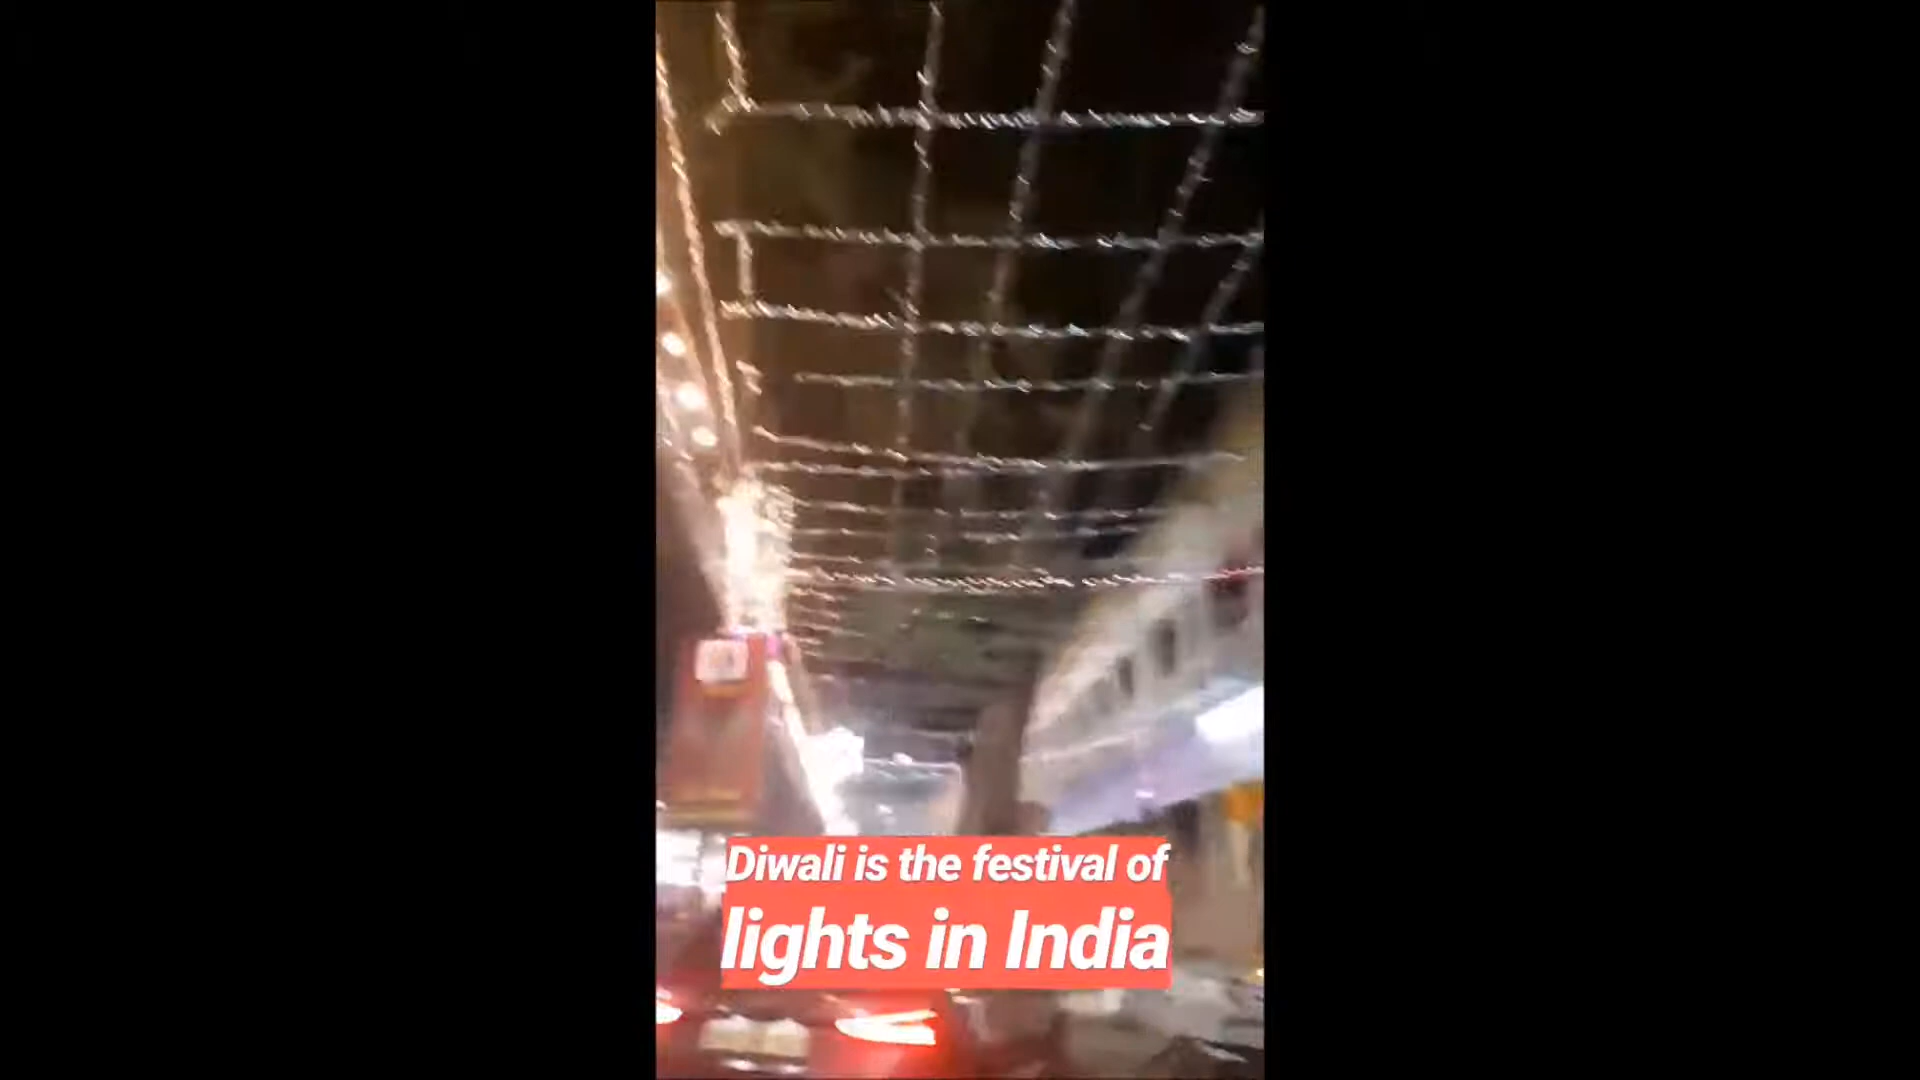 Diwali is the festival of
lights in India